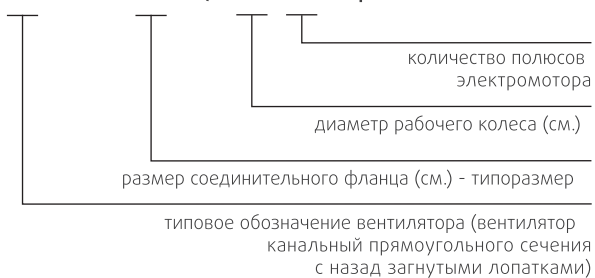 количество полюсов
электромотора
диаметр рабочего колеса (см.)
размер соединительного фланца (см.) - типоразмер
типовое обозначение вентилятора (вентилятор
канальный прямоугольного сечения
с назад загнутыми лопатками)